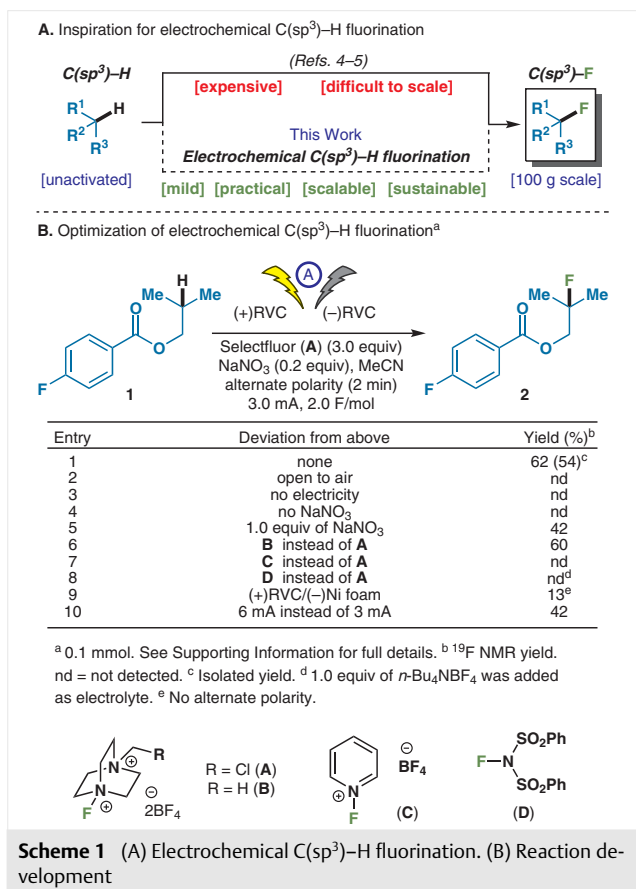 A. Inspiration for electrochemical C(sp³)–H fluorination
(Refs. 4–5)
C(sp³)–H
C(sp³)–F
[expensive] [difficult to scale]
R¹ H
R²
R³
This Work
Electrochemical C(sp³)–H fluorination
R¹ F
R²
R³
[unactivated]
[mild] [practical] [scalable] [sustainable]
[100 g scale]
B. Optimization of electrochemical C(sp³)–H fluorinationᵃ
A
(+)RVC (–)RVC
H
Me Me
O
O
F
1
Selectfluor (A) (3.0 equiv)
NaNO₃ (0.2 equiv), MeCN
alternate polarity (2 min)
3.0 mA, 2.0 F/mol
F
Me Me
O
O
F
2
Entry Deviation from above Yield (%)ᵇ
1 none 62 (54)ᶜ
2 open to air nd
3 no electricity nd
4 no NaNO₃ nd
5 1.0 equiv of NaNO₃ 42
6 B instead of A 60
7 C instead of A nd
8 D instead of A ndᵈ
9 (+)RVC/(–)Ni foam 13ᵉ
10 6 mA instead of 3 mA 42
ᵃ 0.1 mmol. See Supporting Information for full details. ᵇ ¹⁹F NMR yield.
nd = not detected. ᶜ Isolated yield. ᵈ 1.0 equiv of n-Bu₄NBF₄ was added
as electrolyte. ᵉ No alternate polarity.
R
N
⊕
N
⊕
F
⊖
2BF₄
R = Cl (A)
R = H (B)
N
⊕
F
⊖
BF₄
(C)
SO₂Ph
F–N
SO₂Ph
(D)
Scheme 1 (A) Electrochemical C(sp³)–H fluorination. (B) Reaction de-
velopment